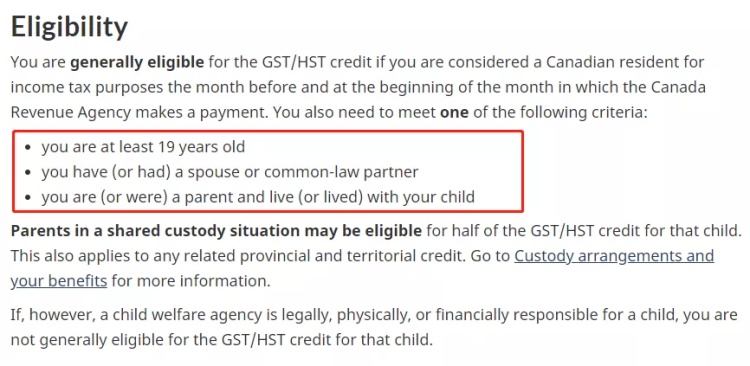 Eligibility
You are generally eligible for the GST/HST credit if you are considered a Canadian resident for
income tax purposes the month before and at the beginning of the month in which the Canada
Revenue Agency makes a payment. You also need to meet one of the following criteria:
• you are at least 19 years old
• you have (or had) a spouse or common-law partner
• you are (or were) a parent and live (or lived) with your child
Parents in a shared custody situation may be eligible for half of the GST/HST credit for that child.
This also applies to any related provincial and territorial credit. Go to Custody arrangements and
your benefits for more information.
If, however, a child welfare agency is legally, physically, or financially responsible for a child, you are
not generally eligible for the GST/HST credit for that child.